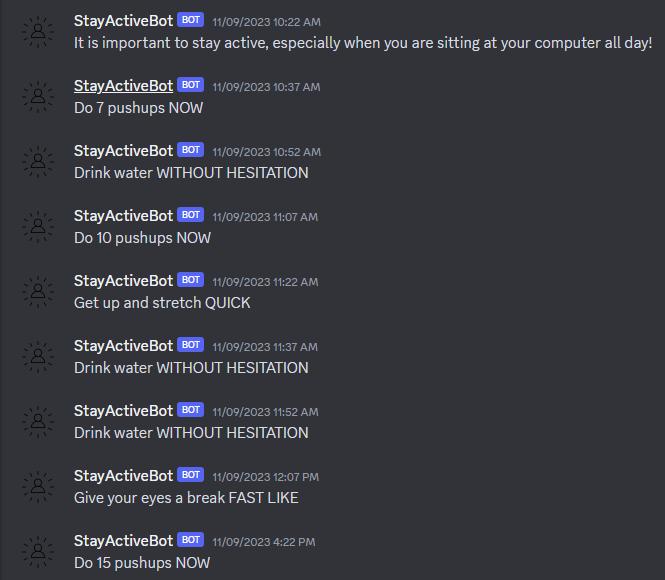 StayActiveBot BOT 11/09/2023 10:22 AM
It is important to stay active, especially when you are sitting at your computer all day!
StayActiveBot BOT 11/09/2023 10:37 AM
Do 7 pushups NOW
StayActiveBot BOT 11/09/2023 10:52 AM
Drink water WITHOUT HESITATION
StayActiveBot BOT 11/09/2023 11:07 AM
Do 10 pushups NOW
StayActiveBot BOT 11/09/2023 11:22 AM
Get up and stretch QUICK
StayActiveBot BOT 11/09/2023 11:37 AM
Drink water WITHOUT HESITATION
StayActiveBot BOT 11/09/2023 11:52 AM
Drink water WITHOUT HESITATION
StayActiveBot BOT 11/09/2023 12:07 PM
Give your eyes a break FAST LIKE
StayActiveBot BOT 11/09/2023 4:22 PM
Do 15 pushups NOW